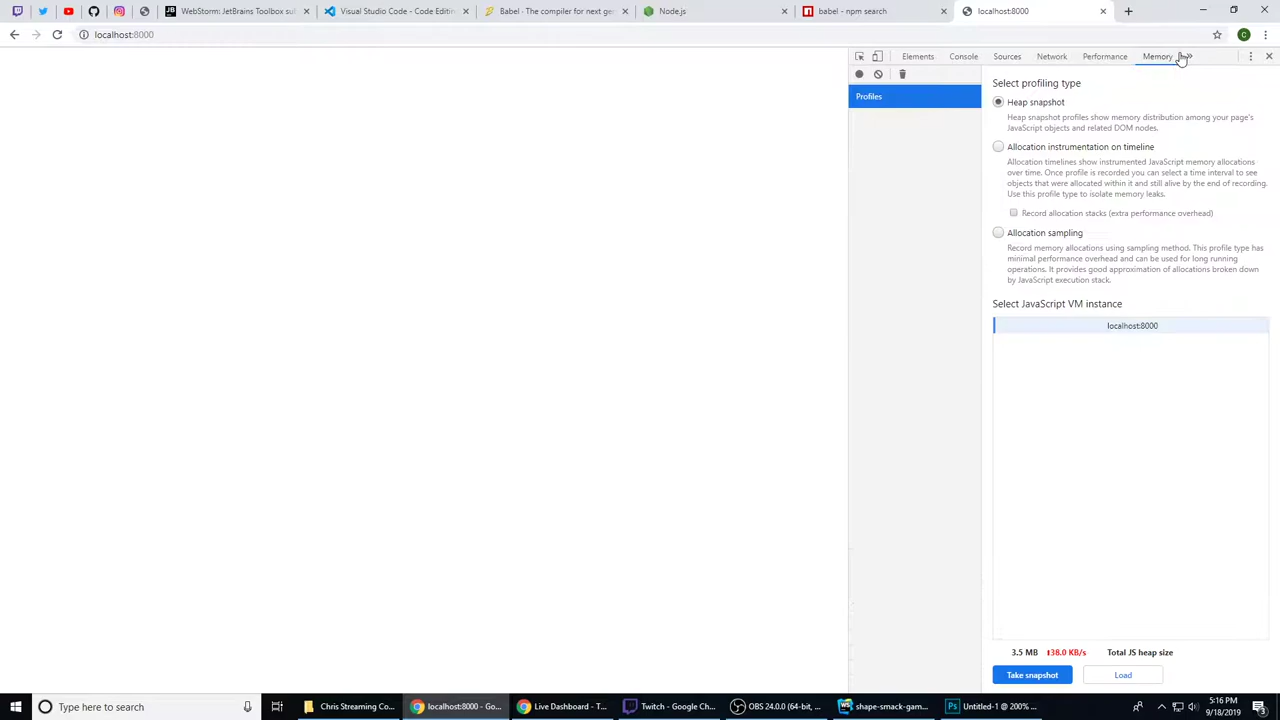 WebStorm: JetBrains Toolbox subs
Visual Studio Code - Code Editin
Babel · The compiler for next ge
Node.js
babel - npm search
localhost:8000
localhost:8000
Elements
Console
Sources
Network
Performance
Memory
Profiles
Select profiling type
Heap snapshot
Heap snapshot profiles show memory distribution among your page's
JavaScript objects and related DOM nodes.
Allocation instrumentation on timeline
Allocation timelines show instrumented JavaScript memory allocations
over time. Once profile is recorded you can select a time interval to see
objects that were allocated within it and still alive by the end of recording.
Use this profile type to isolate memory leaks.
Record allocation stacks (extra performance overhead)
Allocation sampling
Record memory allocations using sampling method. This profile type has
minimal performance overhead and can be used for long running
operations. It provides good approximation of allocations broken down
by JavaScript execution stack.
Select JavaScript VM instance
localhost:8000
3.5 MB ↑38.0 KB/s Total JS heap size
Take snapshot
Load
Type here to search
Chris Streaming Co...
localhost:8000 - Go...
Live Dashboard - T...
Twitch - Google Ch...
OBS 24.0.0 (64-bit, ...
shape-smack-gam...
Untitled-1 @ 200% ...
5:16 PM
9/18/2019